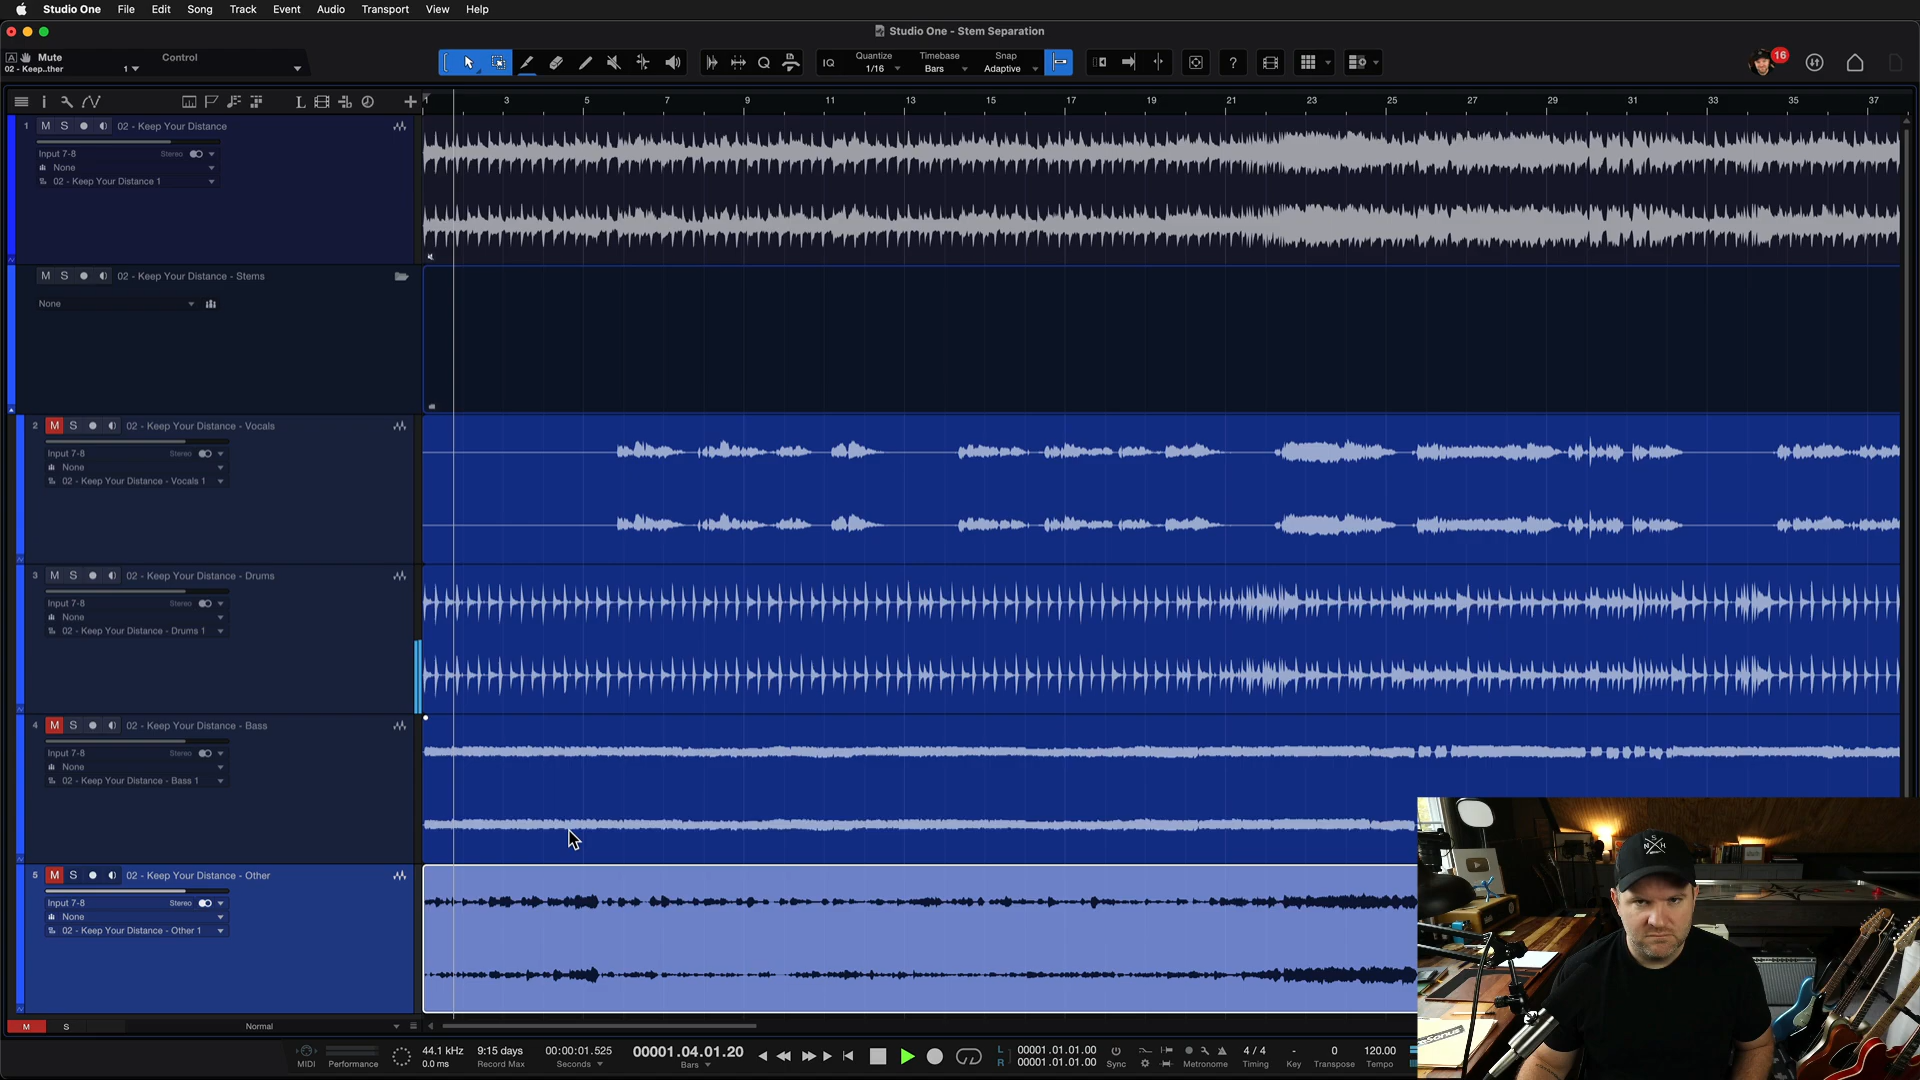 Studio One File Edit Song Track Event Audio Transport View Help
Studio One - Stem Separation
A Mute Control
02 - Keep..ther 1
IQ Quantize 1/16 Timebase Bars Snap Adaptive ? 16
1 3 5 7 9 11 13 15 17 19 21 23 25 27 29 31 33 35 37
1 M S 02 - Keep Your Distance
Input 7-8 Stereo
None
02 - Keep Your Distance 1
M S 02 - Keep Your Distance - Stems
None
2 M S 02 - Keep Your Distance - Vocals
Input 7-8 Stereo
None
02 - Keep Your Distance - Vocals 1
3 M S 02 - Keep Your Distance - Drums
Input 7-8 Stereo
None
02 - Keep Your Distance - Drums 1
4 M S 02 - Keep Your Distance - Bass
Input 7-8 Stereo
None
02 - Keep Your Distance - Bass 1
5 M S 02 - Keep Your Distance - Other
Input 7-8 Stereo
None
02 - Keep Your Distance - Other 1
M S Normal
44.1 kHz 9:15 days 00:00:01.525 00001.04.01.20 L 00001.01.01.00 4 / 4 - 0 120.00
MIDI Performance 0.0 ms Record Max Seconds Bars R 00001.01.01.00 Sync Metronome Timing Key Transpose Tempo
S
N H